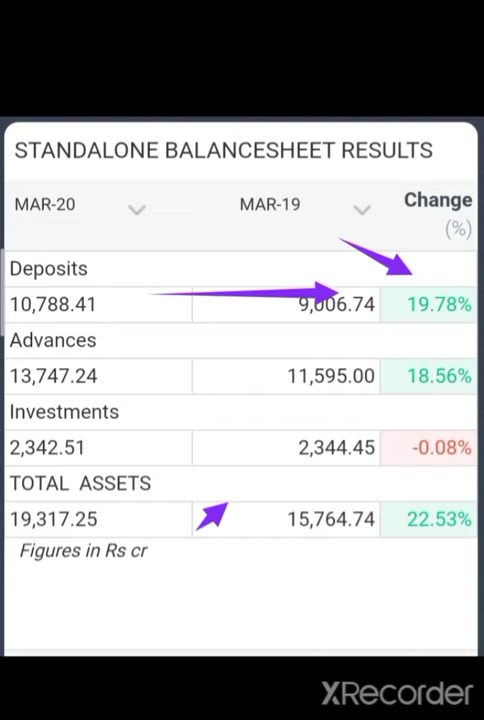 STANDALONE BALANCESHEET RESULTS
MAR-20 MAR-19 Change
(%)
Deposits
10,788.41 9,006.74 19.78%
Advances
13,747.24 11,595.00 18.56%
Investments
2,342.51 2,344.45 -0.08%
TOTAL ASSETS
19,317.25 15,764.74 22.53%
Figures in Rs cr
XRecorder